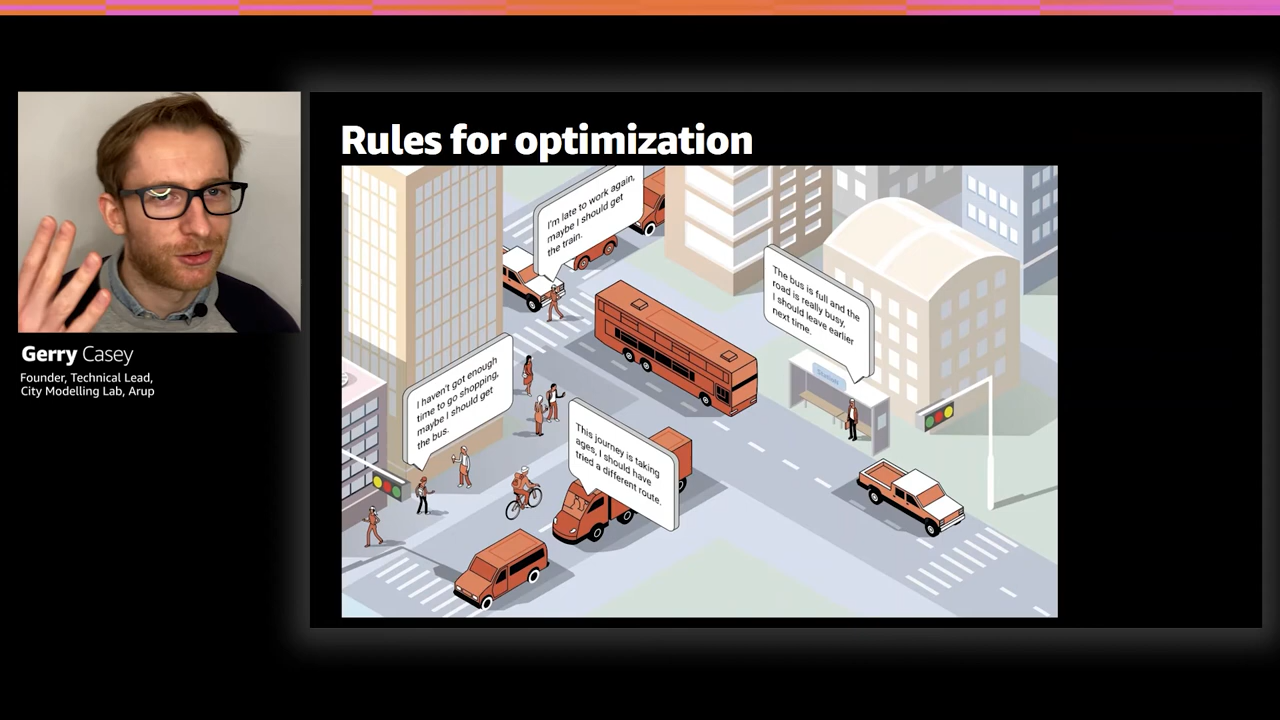 Rules for optimization
I'm late to work again,
maybe I should get
the train.
The bus is full and the
road is really busy,
I should leave earlier
next time.
I haven't got enough
time to go shopping,
maybe I should get
the bus.
This journey is taking
ages, I should have
tried a different route.
Station
Gerry Casey
Founder, Technical Lead,
City Modelling Lab, Arup